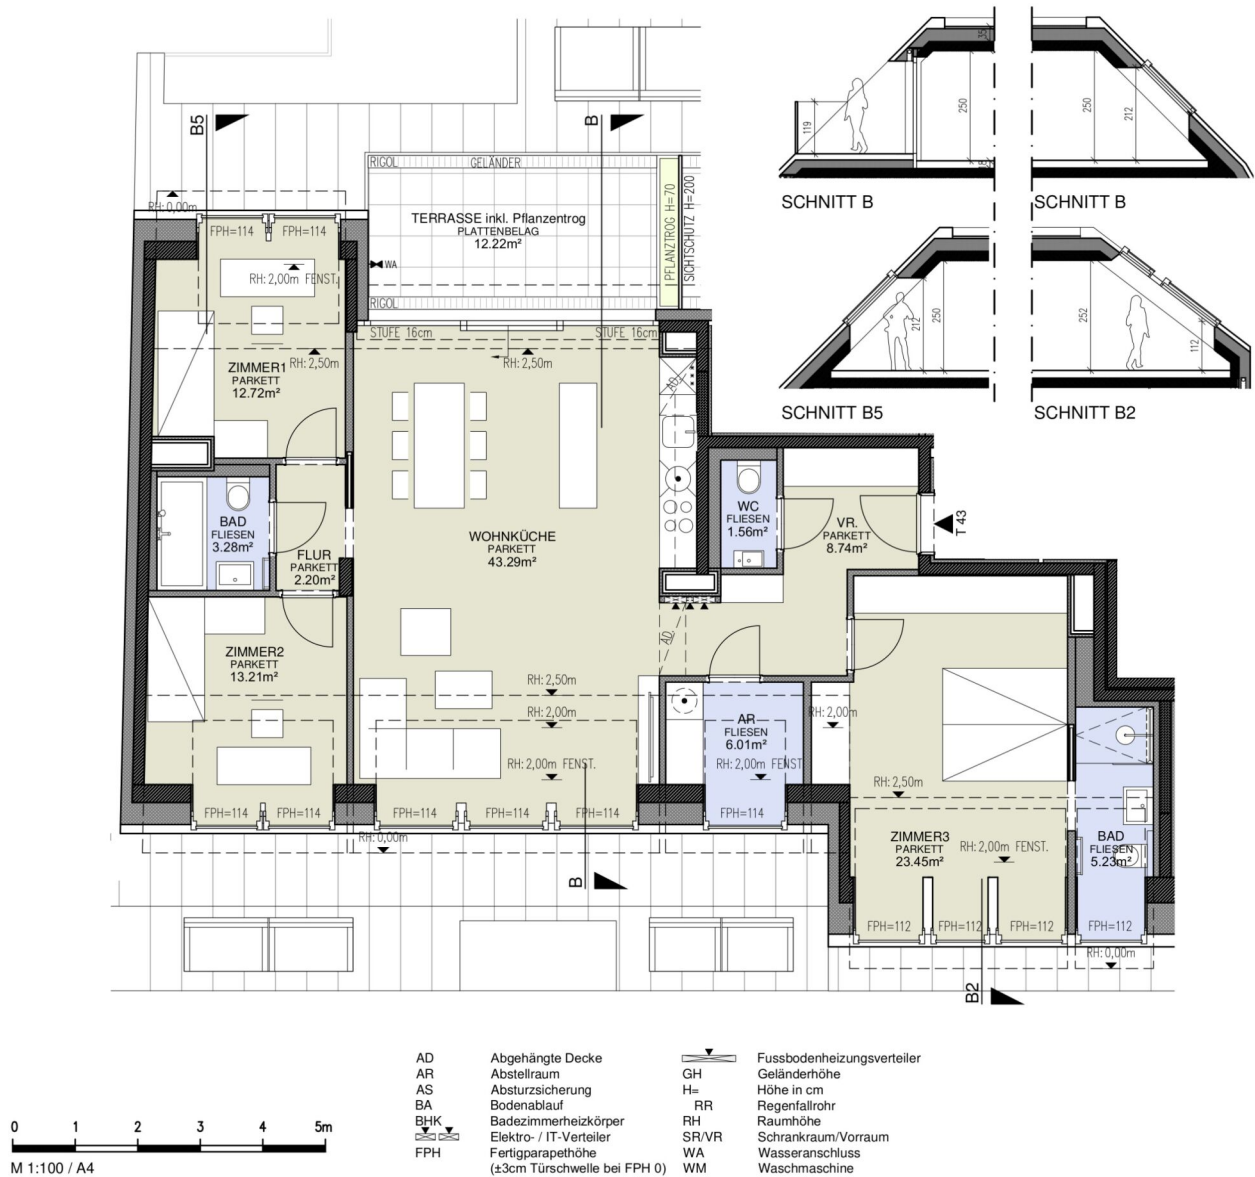 35
119
250
8
250
212
SCHNITT B
SCHNITT B
212
250
252
112
SCHNITT B5
SCHNITT B2
B5
B
RIGOL
GELÄNDER
RH: 0,00m
FPH=114
FPH=114
TERRASSE inkl. Pflanzentrog
PLATTENBELAG
12.22m²
PFLANZTROG H=70
SICHTSCHUTZ H=200
WA
RH: 2,00m FENST.
RIGOL
STUFE 16cm
STUFE 16cm
ZIMMER1
PARKETT
12.72m²
RH: 2,50m
RH: 2,50m
AD
BAD
FLIESEN
3.28m²
FLUR
PARKETT
2.20m²
WOHNKÜCHE
PARKETT
43.29m²
WC
FLIESEN
1.56m²
VR.
PARKETT
8.74m²
T 43
AD.
ZIMMER2
PARKETT
13.21m²
RH: 2,50m
RH: 2,00m
RH: 2,00m FENST.
AR
FLIESEN
6.01m²
RH: 2,00m FENST.
RH: 2,00m
RH: 2,50m
FPH=114
FPH=114
FPH=114
FPH=114
FPH=114
FPH=114
RH: 0,00m
ZIMMER3
PARKETT
23.45m²
RH: 2,00m FENST.
BAD
FLIESEN
5.23m²
B
FPH=112
FPH=112
FPH=112
FPH=112
RH: 0,00m
B2
AD Abgehängte Decke
AR Abstellraum
AS Absturzsicherung
BA Bodenablauf
BHK Badezimmerheizkörper
Elektro- / IT-Verteiler
FPH Fertigparapethöhe
(±3cm Türschwelle bei FPH 0)
Fussbodenheizungsverteiler
GH Geländerhöhe
H= Höhe in cm
RR Regenfallrohr
RH Raumhöhe
SR/VR Schrankraum/Vorraum
WA Wasseranschluss
WM Waschmaschine
0 1 2 3 4 5m
M 1:100 / A4